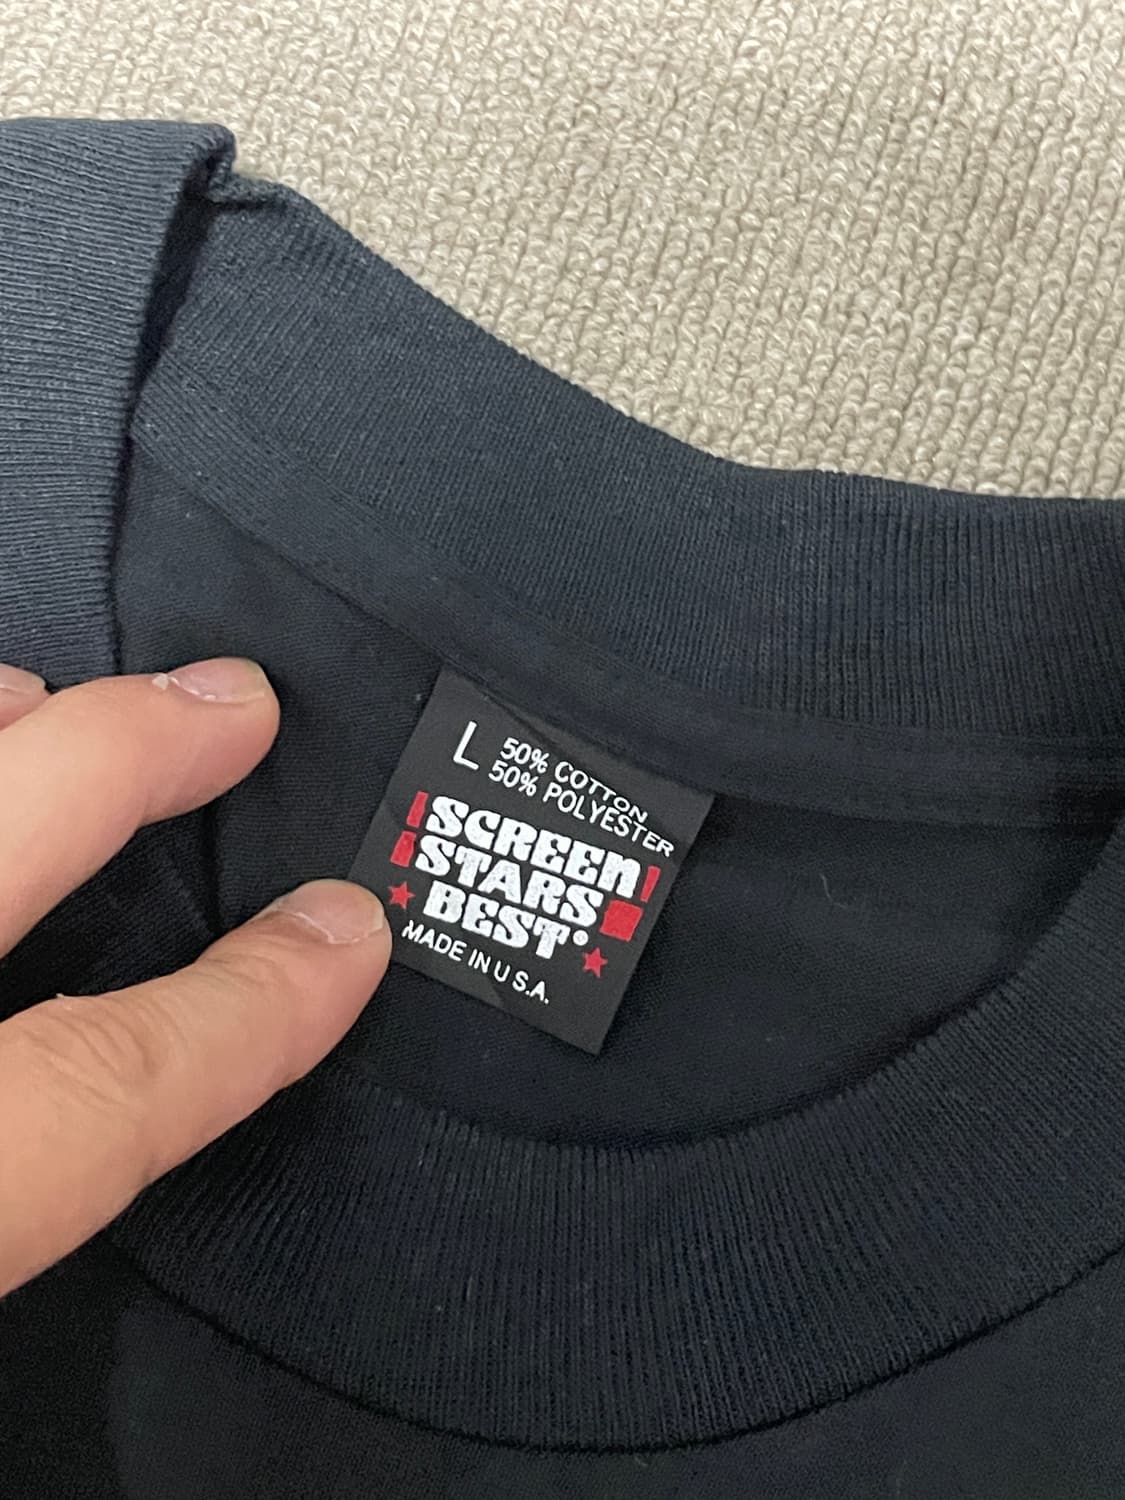 L 50% COTTON
50% POLYESTER
SCREEN
STARS
BEST®
MADE IN U S.A.